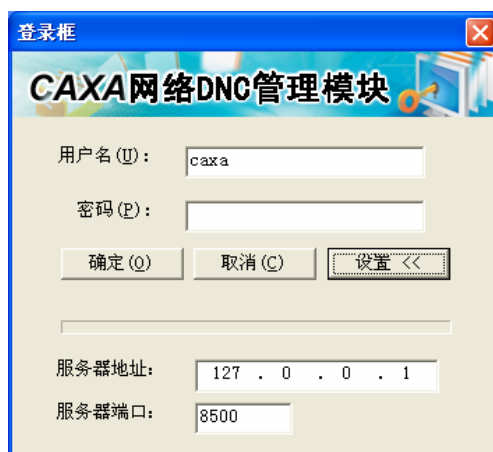 登录框
CAXA网络DNC管理模块
用户名(U): caxa
密码(P):
确定(O) 取消(C) 设置 <<
服务器地址: 127 . 0 . 0 . 1
服务器端口: 8500